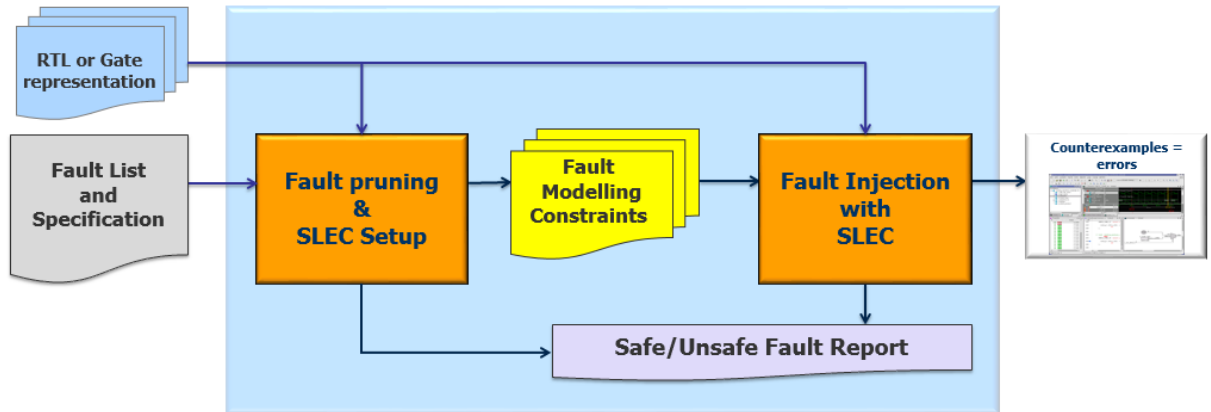 RTL or Gate
representation
Fault List
and
Specification
Fault pruning
&
SLEC Setup
Fault
Modelling
Constraints
Fault Injection
with
SLEC
Counterexamples =
errors
Safe/Unsafe Fault Report